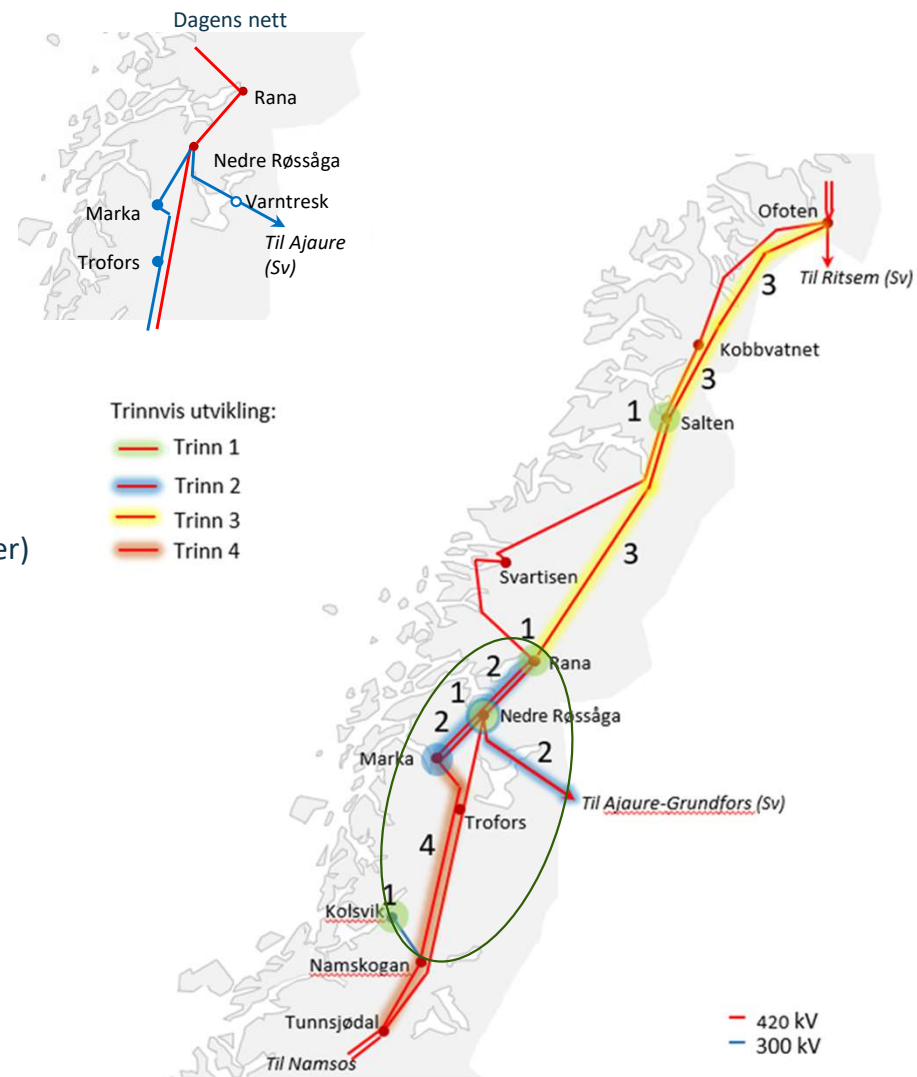 Dagens nett
Rana
Nedre Røssåga
Marka
Varntresk
Til Ajaure
(Sv)
Trofors
Ofoten
3
Til Ritsem (Sv)
Kobbvatnet
3
1
Salten
Trinnvis utvikling:
Trinn 1
Trinn 2
Trinn 3
Trinn 4
er)
3
Svartisen
1
Rana
2
1
Nedre Røssåga
2
2
Marka
Til Ajaure-Grundfors (Sv)
Trofors
4
1
Kolsvik
Namskogan
Tunnsjødal
Til Namsos
420 kV
300 kV